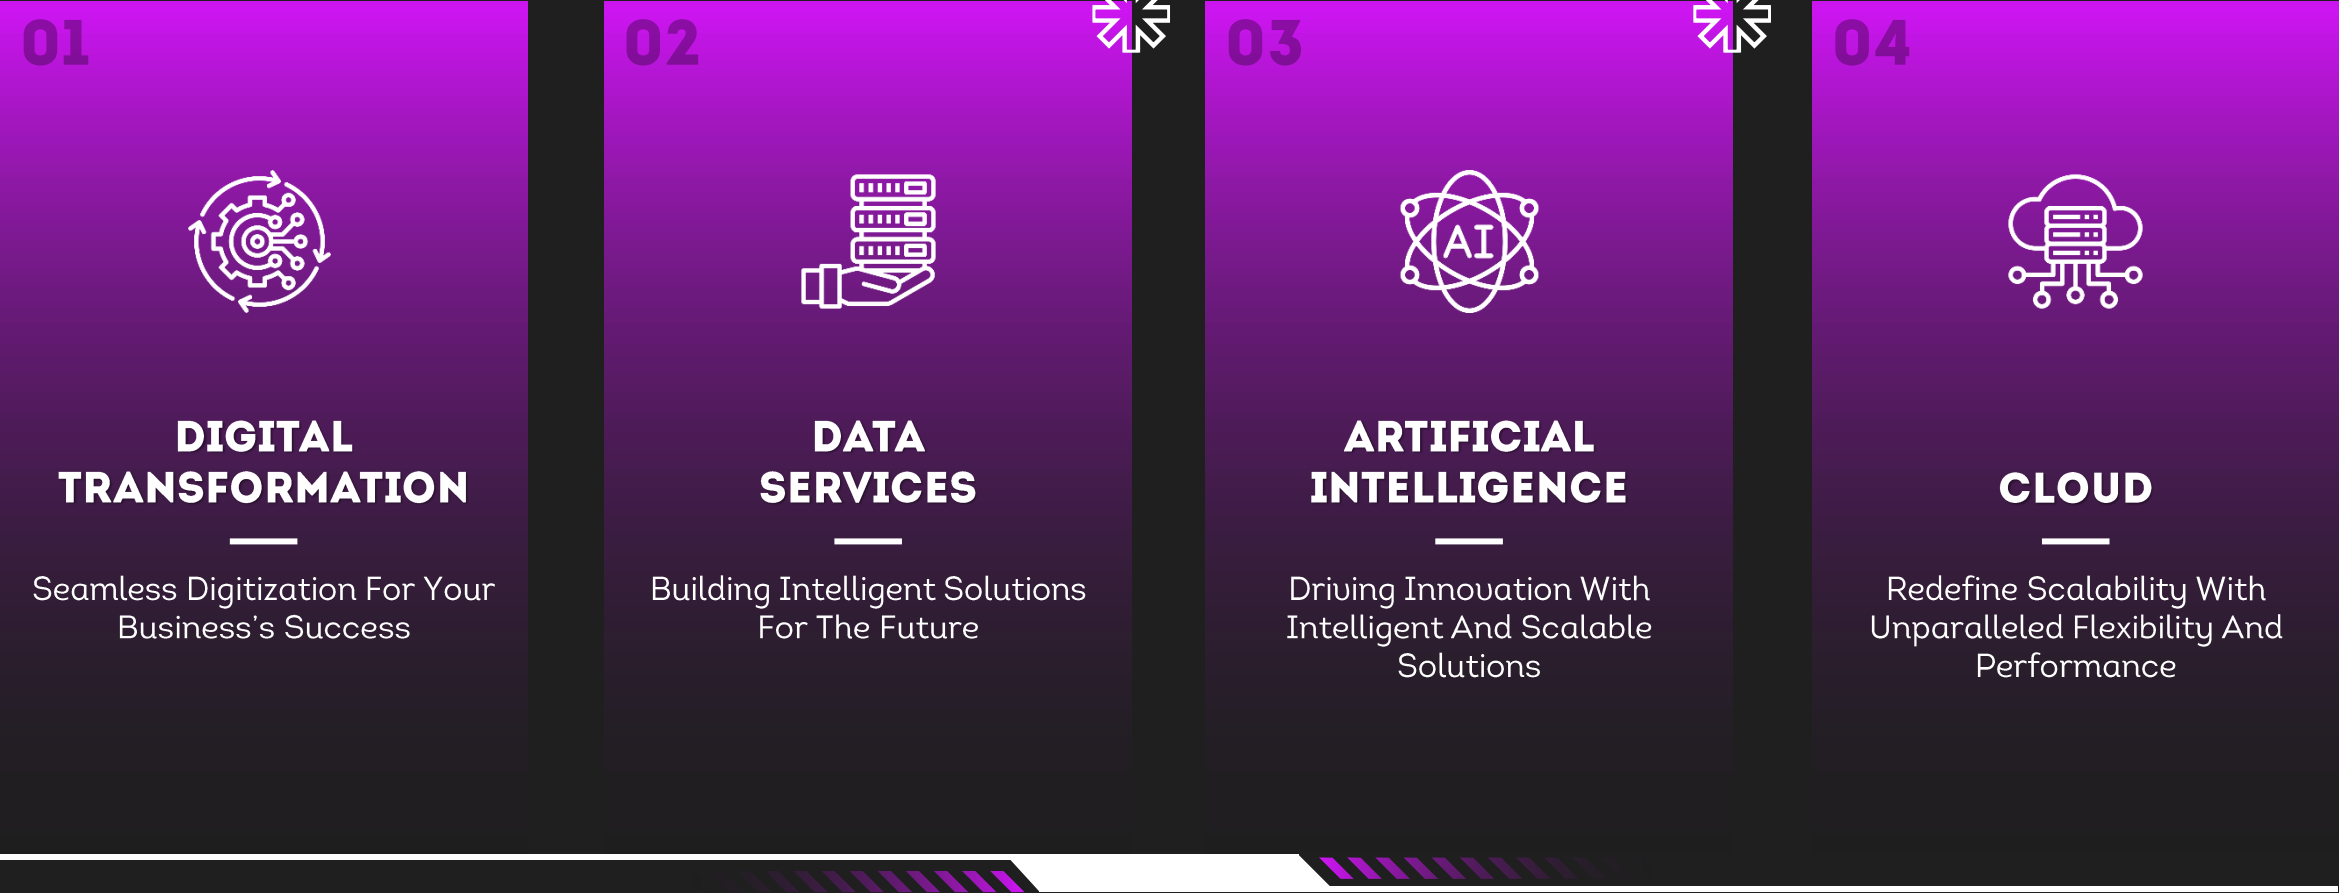 01
DIGITAL
TRANSFORMATION
Seamless Digitization For Your
Business's Success
02
DATA
SERVICES
Building Intelligent Solutions
For The Future
03
AI
ARTIFICIAL
INTELLIGENCE
Driving Innovation With
Intelligent And Scalable
Solutions
04
CLOUD
Redefine Scalability With
Unparalleled Flexibility And
Performance